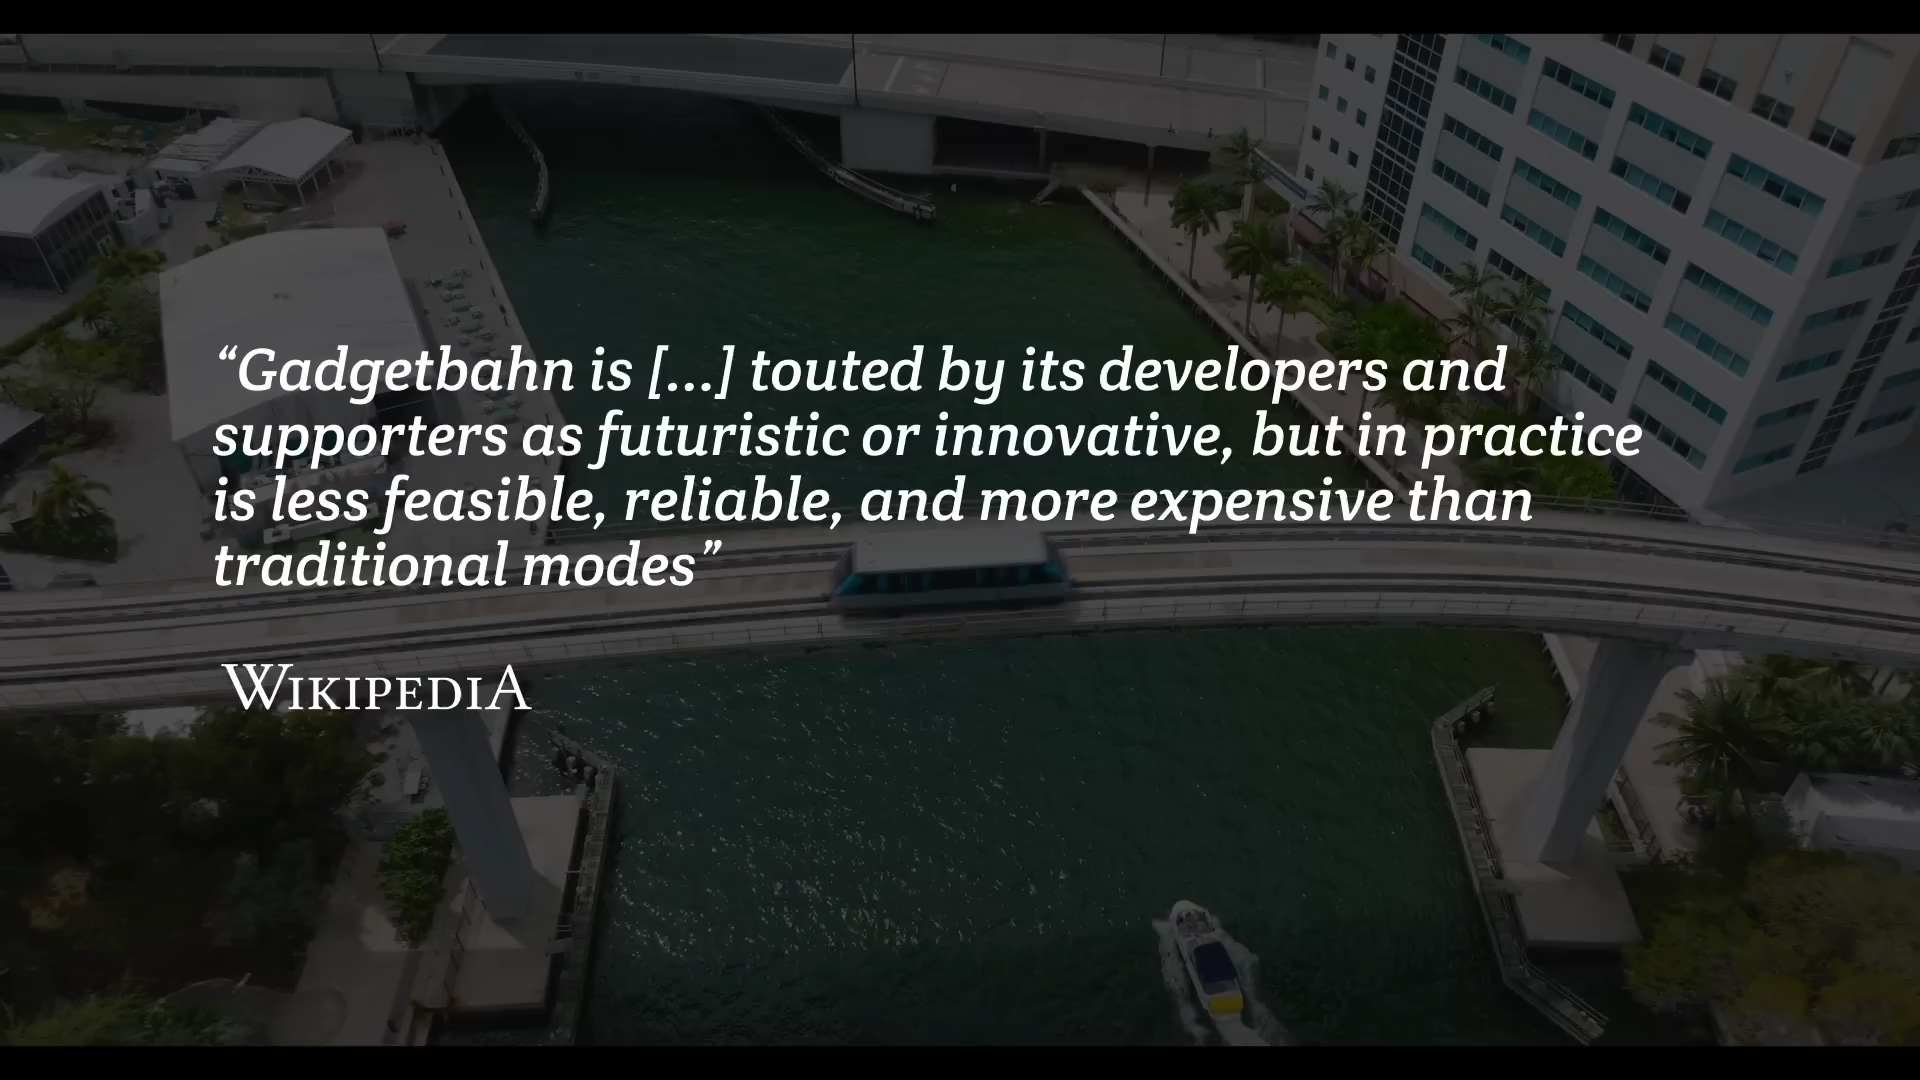 “Gadgetbahn is [...] touted by its developers and
supporters as futuristic or innovative, but in practice
is less feasible, reliable, and more expensive than
traditional modes”
WIKIPEDIA